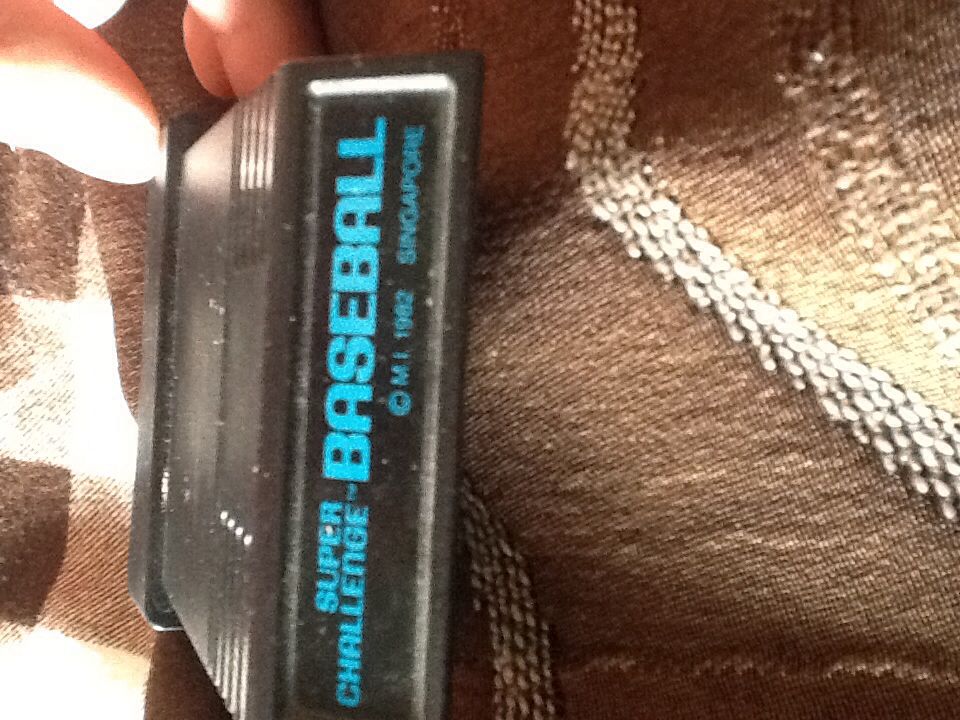 SUPER
CHALLENGE™ BASEBALL
© M I 1982 SINGAPORE